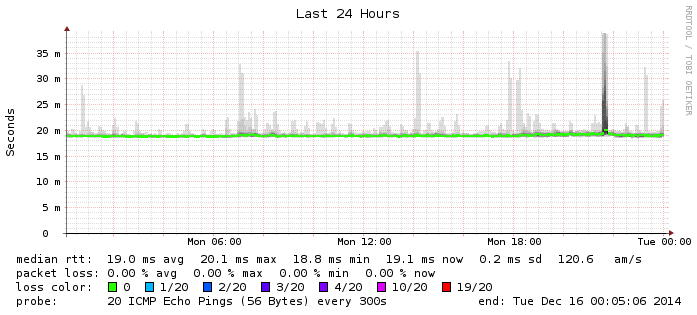 Last 24 Hours
RRDTOOL / TOBI OETIKER
Seconds
35 m
30 m
25 m
20 m
15 m
10 m
5 m
0
Mon 06:00 Mon 12:00 Mon 18:00 Tue 00:00
median rtt: 19.0 ms avg 20.1 ms max 18.8 ms min 19.1 ms now 0.2 ms sd 120.6 am/s
packet loss: 0.00 % avg 0.00 % max 0.00 % min 0.00 % now
loss color: 0 1/20 2/20 3/20 4/20 10/20 19/20
probe: 20 ICMP Echo Pings (56 Bytes) every 300s end: Tue Dec 16 00:05:06 2014